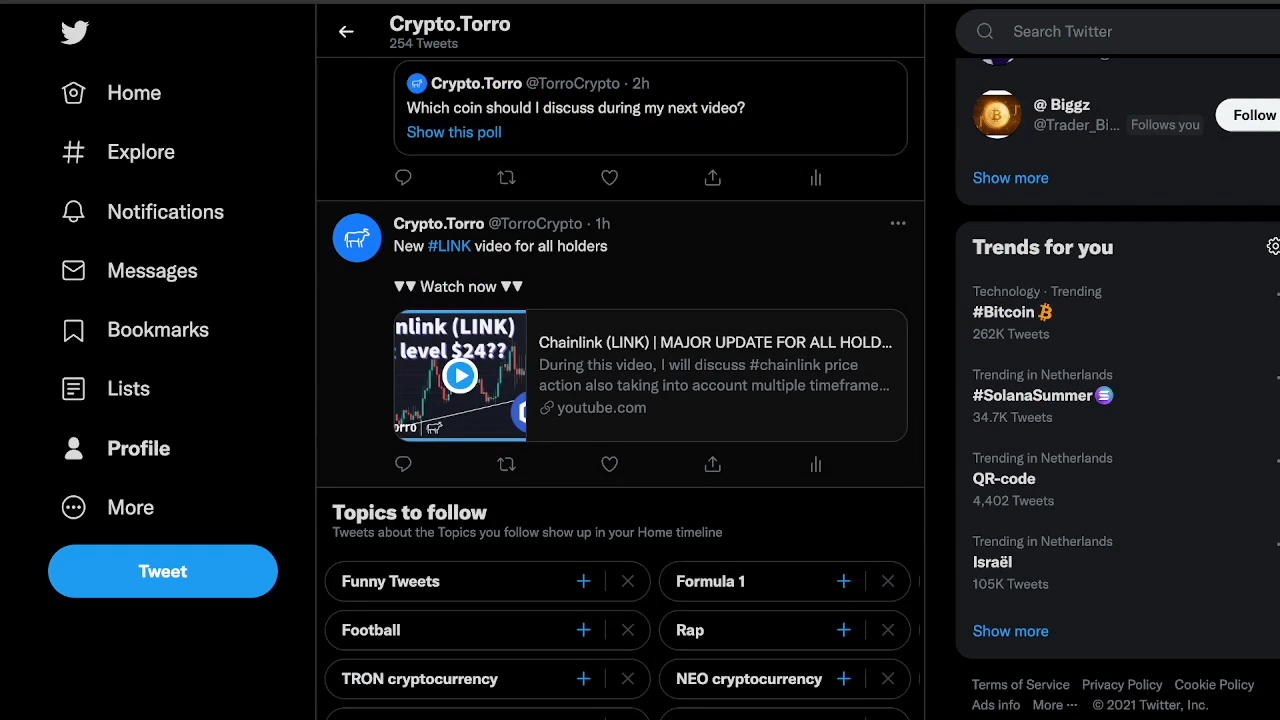 Home
Explore
Notifications
Messages
Bookmarks
Lists
Profile
More
Tweet
Crypto.Torro
254 Tweets
Crypto.Torro @TorroCrypto · 2h
Which coin should I discuss during my next video?
Show this poll
Crypto.Torro @TorroCrypto · 1h
New #LINK video for all holders
▼▼ Watch now ▼▼
nlink (LINK)
level $24??
orro
Chainlink (LINK) | MAJOR UPDATE FOR ALL HOLD...
During this video, I will discuss #chainlink price
action also taking into account multiple timeframe...
youtube.com
Topics to follow
Tweets about the Topics you follow show up in your Home timeline
Funny Tweets
Formula 1
Football
Rap
TRON cryptocurrency
NEO cryptocurrency
Search Twitter
@ Biggz
@Trader_Bi...
Follows you
Follow
Show more
Trends for you
Technology · Trending
#Bitcoin
262K Tweets
Trending in Netherlands
#SolanaSummer
34.7K Tweets
Trending in Netherlands
QR-code
4,402 Tweets
Trending in Netherlands
Israël
105K Tweets
Show more
Terms of Service Privacy Policy Cookie Policy
Ads info More ··· © 2021 Twitter, Inc.